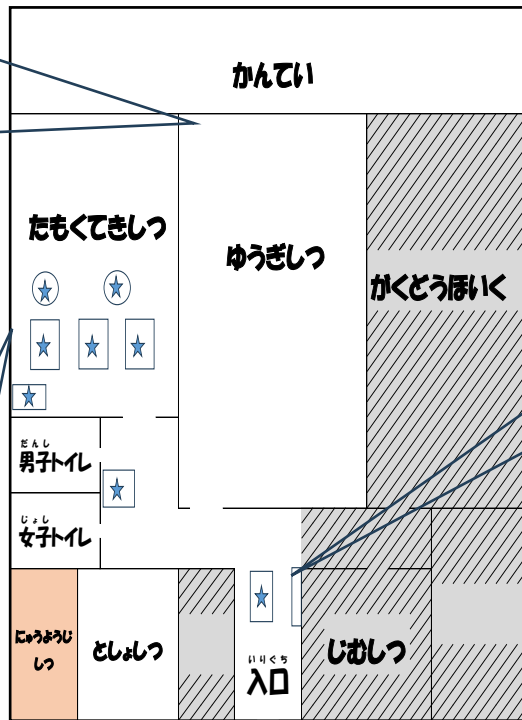 かんてい
たもくてきしつ
ゆうぎしつ
がくどうほいく
だんし
男子トイレ
じょし
女子トイレ
にゅうようじ
しつ
としょしつ
いりぐち
入口
じむしつ